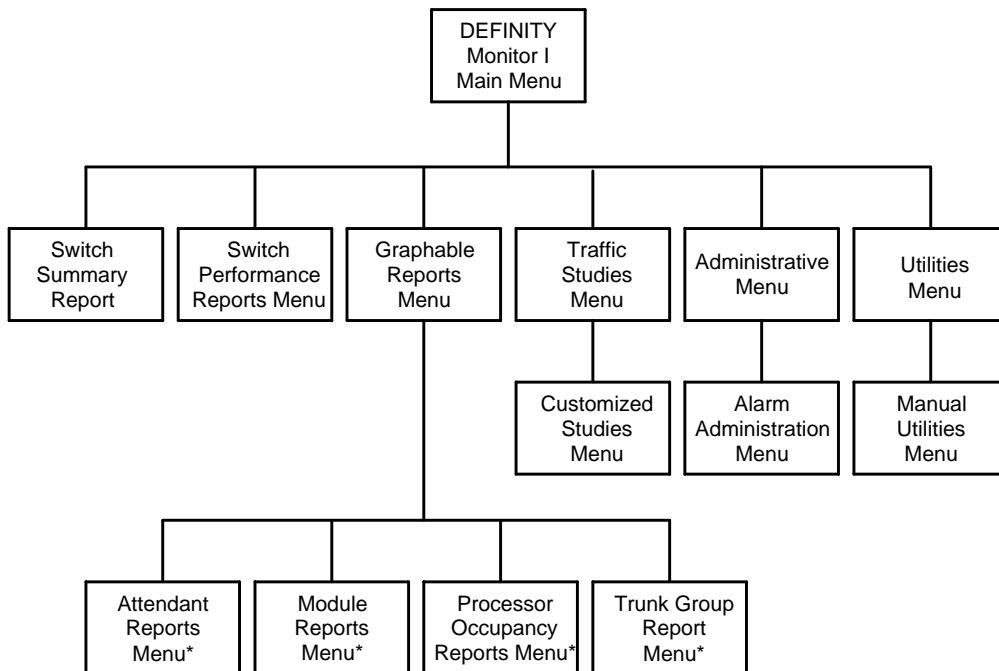 DEFINITY
Monitor I
Main Menu
Switch
Summary
Report
Switch
Performance
Reports Menu
Graphable
Reports
Menu
Traffic
Studies
Menu
Administrative
Menu
Utilities
Menu
Customized
Studies
Menu
Alarm
Administration
Menu
Manual
Utilities
Menu
Attendant
Reports
Menu*
Module
Reports
Menu*
Processor
Occupancy
Reports Menu*
Trunk Group
Report
Menu*